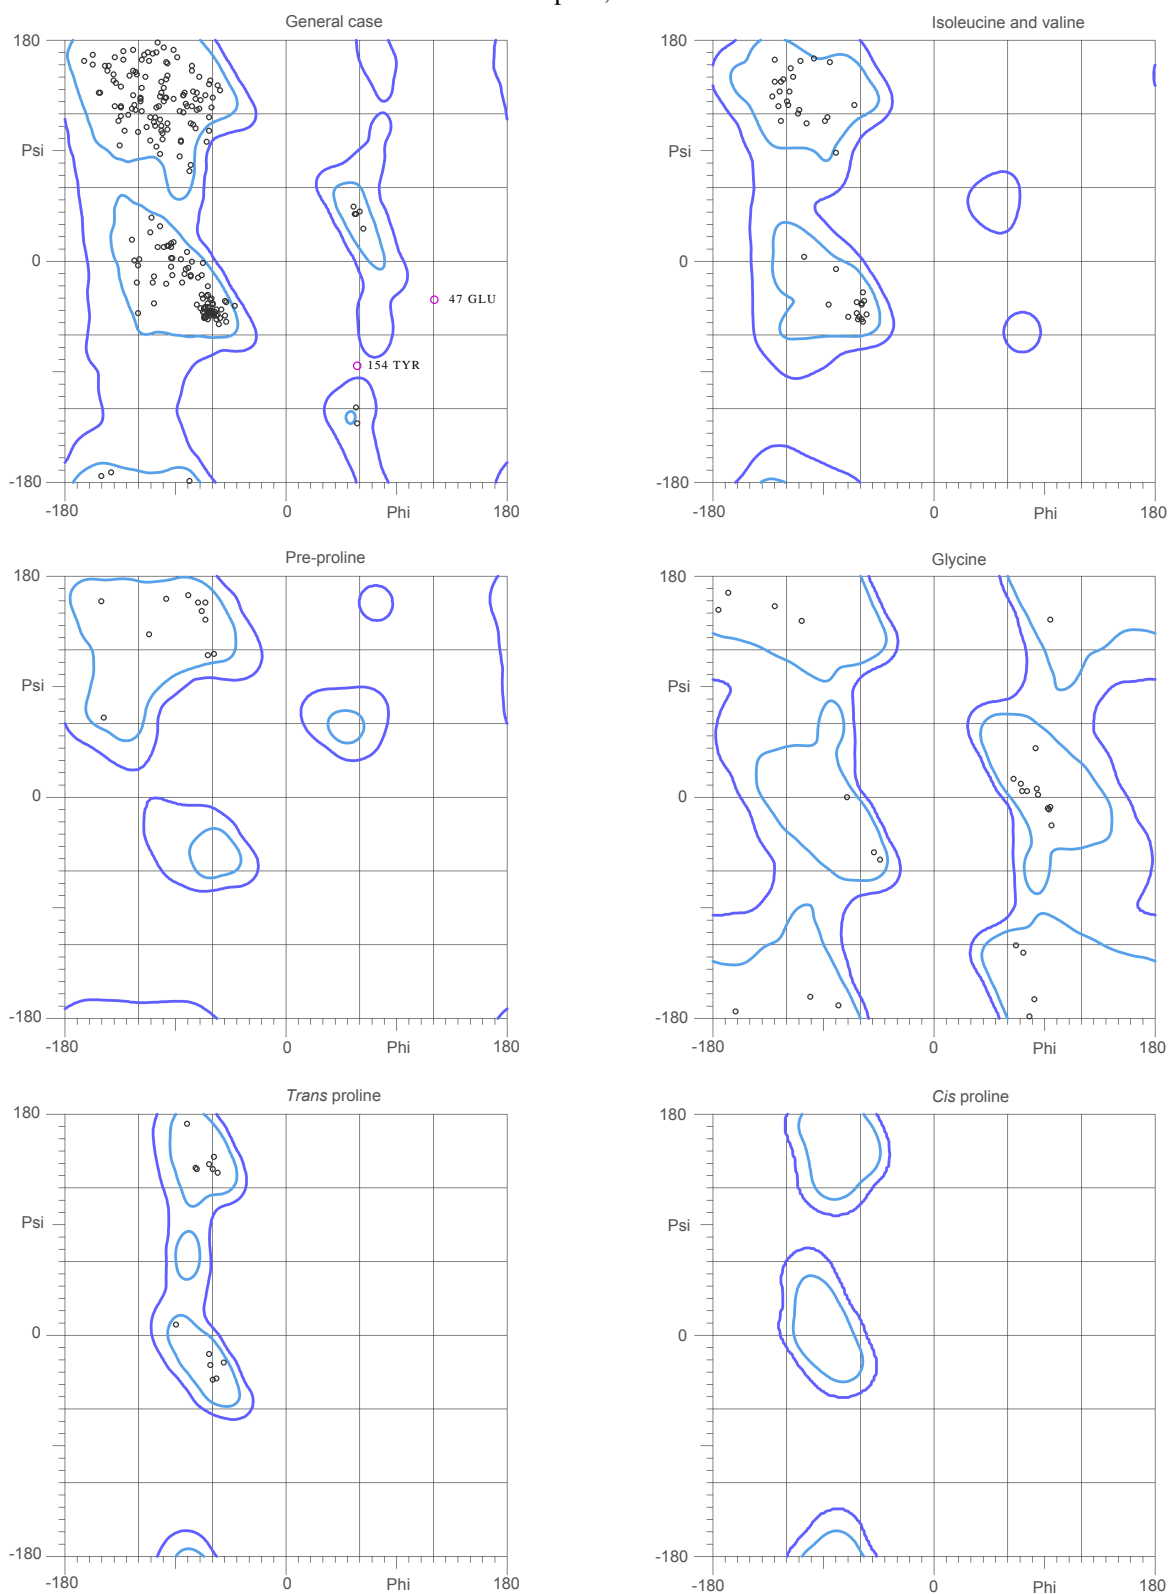 General case
Isoleucine and valine
180
180
Psi
Psi
0
0
47 GLU
154 TYR
-180
-180
-180
0
Phi
180
-180
0
Phi
180
Pre-proline
Glycine
180
180
Psi
Psi
0
0
-180
-180
-180
0
Phi
180
-180
0
Phi
180
Trans proline
Cis proline
180
180
Psi
Psi
0
0
-180
-180
-180
0
Phi
180
-180
0
Phi
180